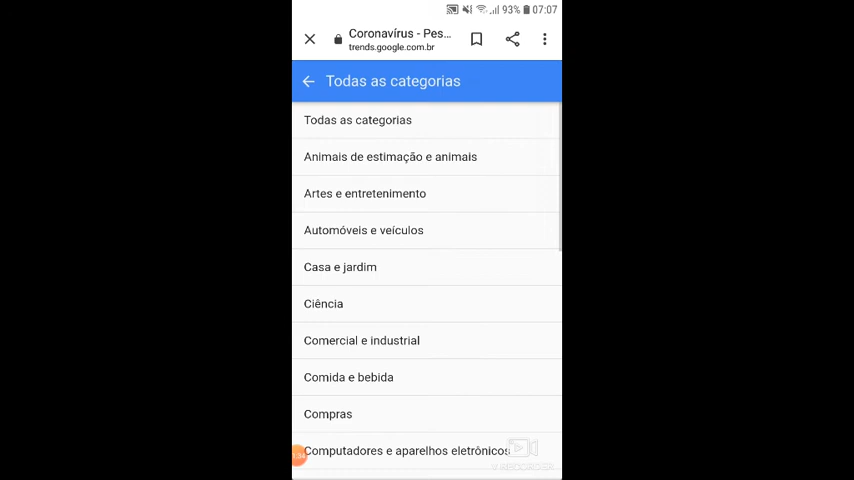 93% 07:07
Coronavírus - Pes...
trends.google.com.br
Todas as categorias
Todas as categorias
Animais de estimação e animais
Artes e entretenimento
Automóveis e veículos
Casa e jardim
Ciência
Comercial e industrial
Comida e bebida
Compras
Computadores e aparelhos eletrônicos